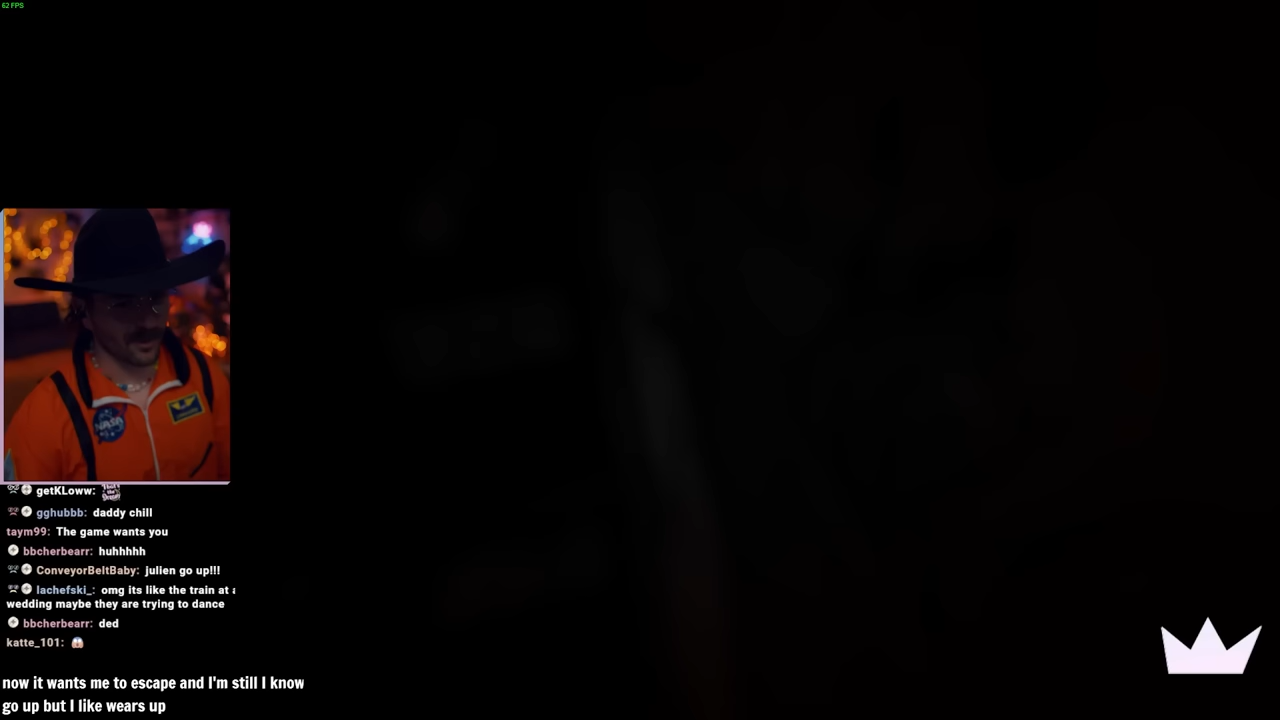 62 FPS
NASA
getKLoww:
gghubbb: daddy chill
taym99: The game wants you
bbcherbearr: huhhhhh
ConveyorBeltBaby: julien go up!!!
lachefski_: omg its like the train at a
wedding maybe they are trying to dance
bbcherbearr: ded
katte_101: 😱
now it wants me to escape and I'm still I know
go up but I like wears up